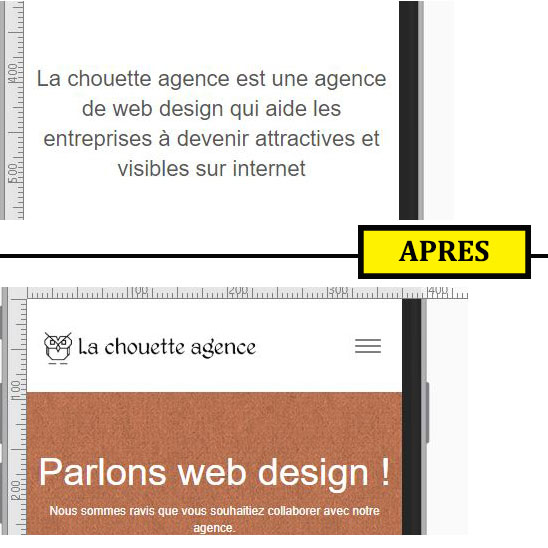 400
La chouette agence est une agence
de web design qui aide les
entreprises à devenir attractives et
visibles sur internet
500
APRES
100 200 300 400
La chouette agence
100
Parlons web design !
200
Nous sommes ravis que vous souhaitiez collaborer avec notre
agence.